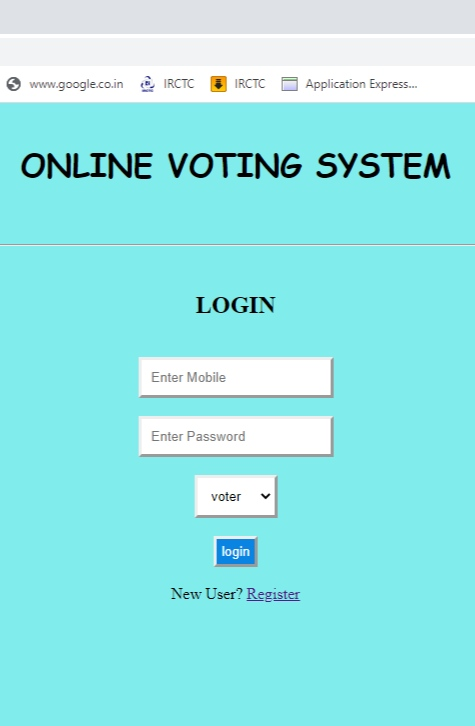 www.google.co.in IRCTC IRCTC Application Express...
ONLINE VOTING SYSTEM
LOGIN
Enter Mobile
Enter Password
voter
login
New User? Register